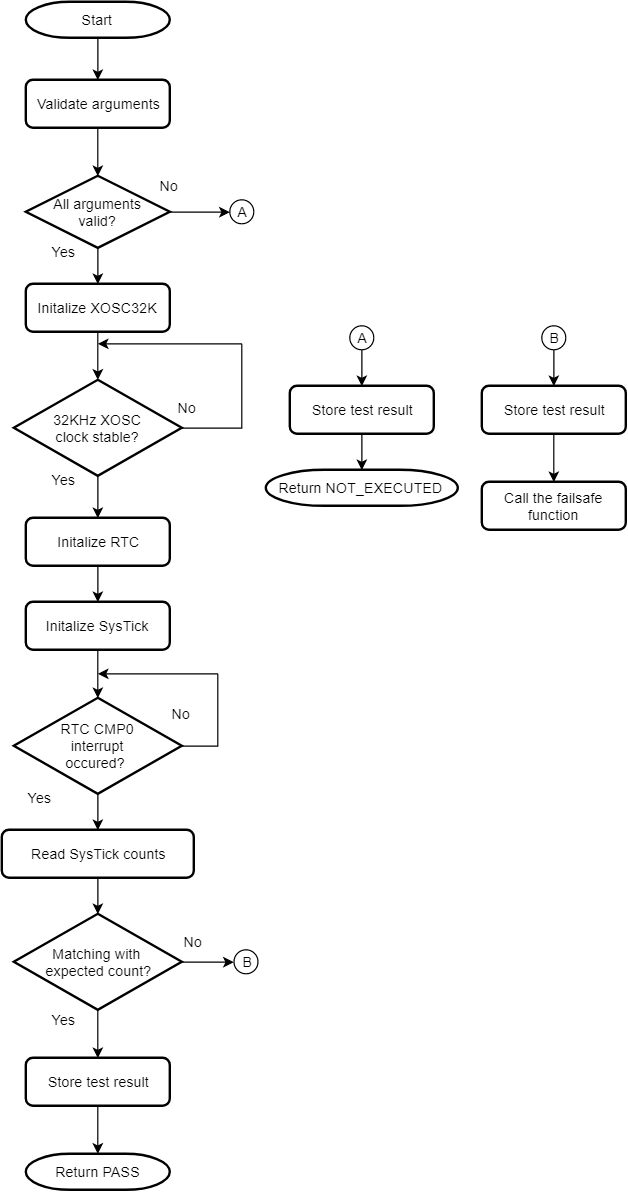 Start
Validate arguments
No
All arguments
valid?
A
Yes
Initalize XOSC32K
No
32KHz XOSC
clock stable?
Yes
Initalize RTC
Initalize SysTick
No
RTC CMP0
interrupt
occured?
Yes
Read SysTick counts
No
Matching with
expected count?
B
Yes
Store test result
Return PASS
A
Store test result
Return NOT_EXECUTED
B
Store test result
Call the failsafe
function